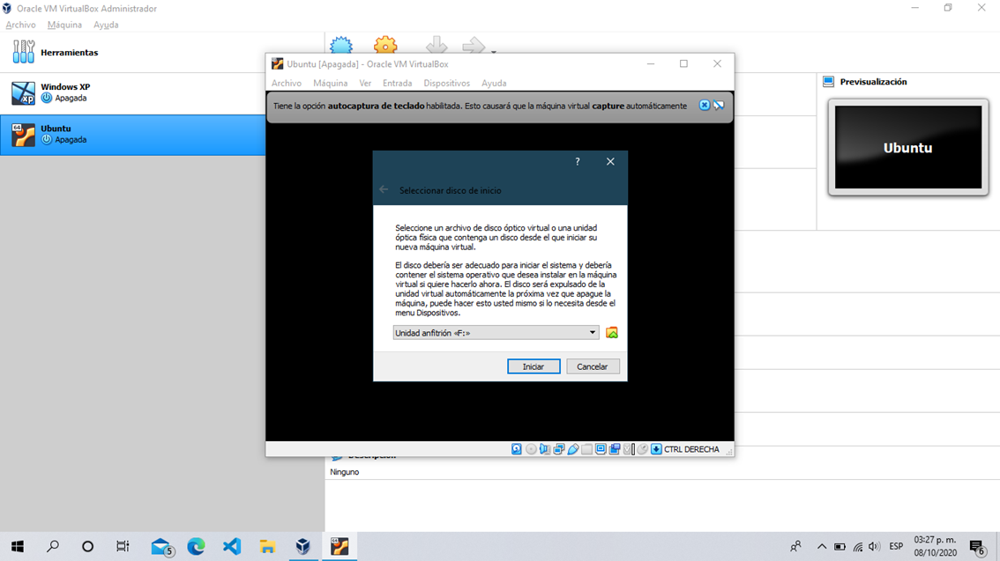 Oracle VM VirtualBox Administrador
Archivo Máquina Ayuda
Herramientas
Windows XP
Apagada
Ubuntu
Apagada
Ubuntu [Apagada] - Oracle VM VirtualBox
Archivo Máquina Ver Entrada Dispositivos Ayuda
Tiene la opción autocaptura de teclado habilitada. Esto causará que la máquina virtual capture automáticamente
?
Seleccionar disco de inicio
Seleccione un archivo de disco óptico virtual o una unidad
óptica física que contenga un disco desde el que iniciar su
nueva máquina virtual.
El disco debería ser adecuado para iniciar el sistema y debería
contener el sistema operativo que desea instalar en la máquina
virtual si quiere hacerlo ahora. El disco será expulsado de la
unidad virtual automáticamente la próxima vez que apague la
máquina, puede hacer esto usted mismo si lo necesita desde el
menu Dispositivos.
Unidad anfitrión «F:»
Iniciar Cancelar
CTRL DERECHA
Previsualización
Ubuntu
Descripción
Ninguno
5
64
ESP
03:27 p. m.
08/10/2020
6